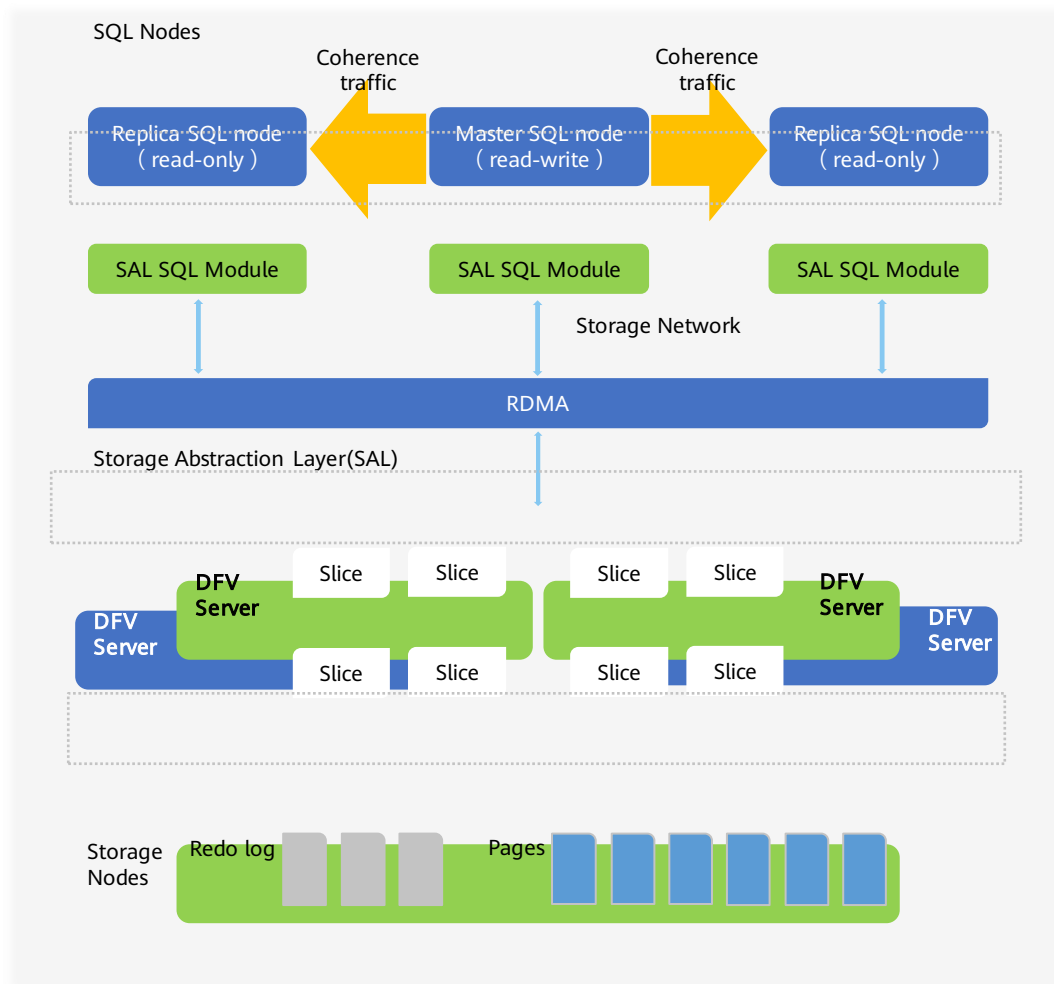 SQL Nodes
Coherence
traffic
Coherence
traffic
Replica SQL node
( read-only )
Master SQL node
( read-write )
Replica SQL node
( read-only )
SAL SQL Module
SAL SQL Module
SAL SQL Module
Storage Network
RDMA
Storage Abstraction Layer(SAL)
Slice
Slice
Slice
Slice
DFV
Server
DFV
Server
DFV
Server
DFV
Server
Slice
Slice
Slice
Slice
Storage
Nodes
Redo log
Pages